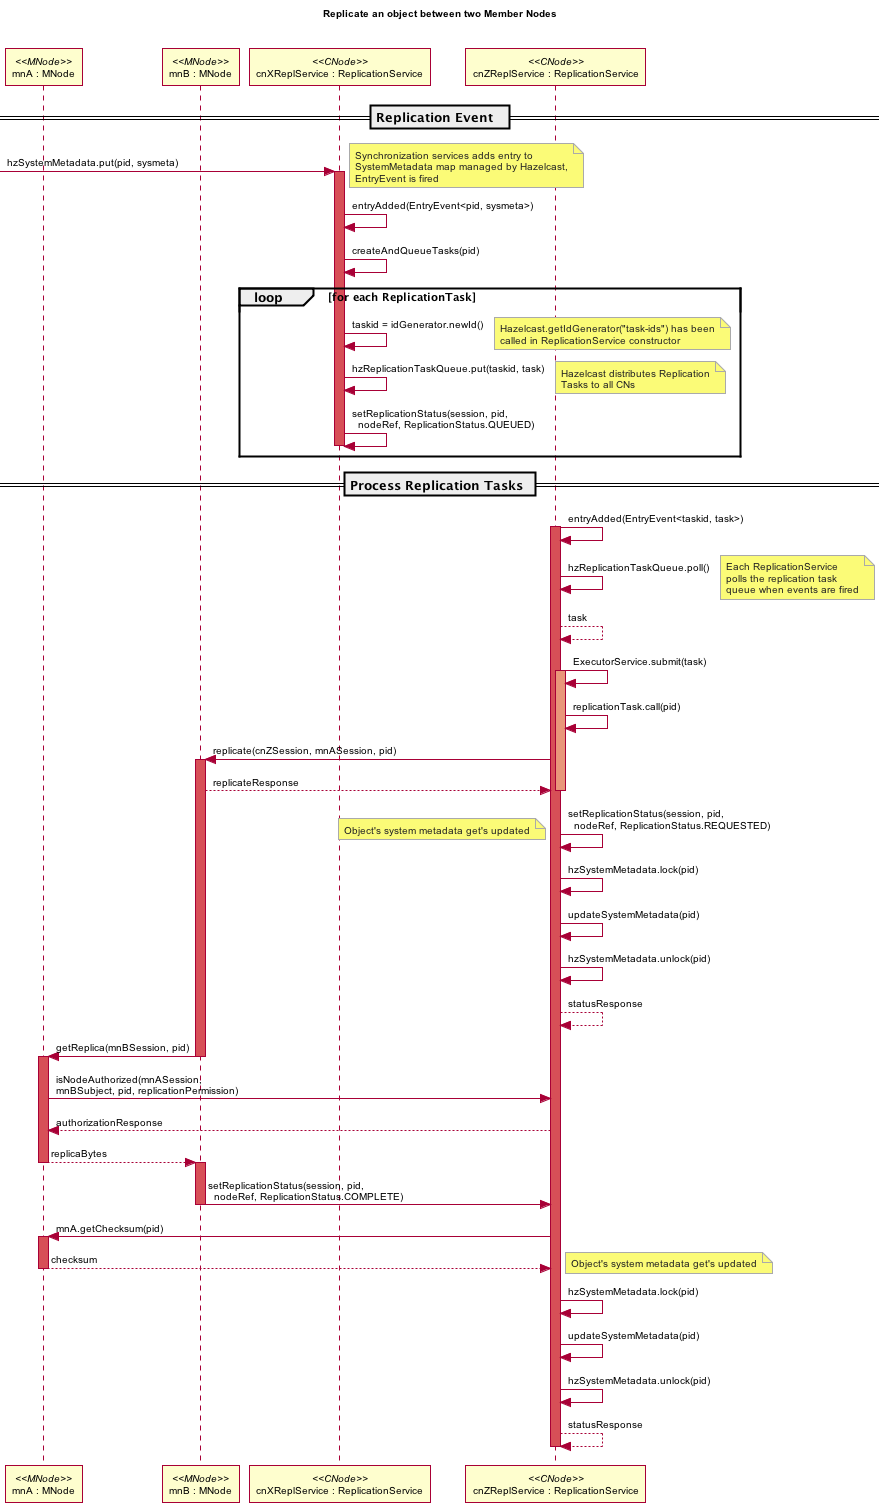 Replicate an object between two Member Nodes
<<MNode>>
mnA : MNode
<<MNode>>
mnB : MNode
<<CNode>>
cnXReplService : ReplicationService
<<CNode>>
cnZReplService : ReplicationService
Replication Event
hzSystemMetadata.put(pid, sysmeta)
Synchronization services adds entry to
SystemMetadata map managed by Hazelcast,
EntryEvent is fired
entryAdded(EntryEvent<pid, sysmeta>)
createAndQueueTasks(pid)
loop
[for each ReplicationTask]
taskid = idGenerator.newId()
Hazelcast.getIdGenerator("task-ids") has been
called in ReplicationService constructor
hzReplicationTaskQueue.put(taskid, task)
Hazelcast distributes Replication
Tasks to all CNs
setReplicationStatus(session, pid,
nodeRef, ReplicationStatus.QUEUED)
Process Replication Tasks
entryAdded(EntryEvent<taskid, task>)
hzReplicationTaskQueue.poll()
Each ReplicationService
polls the replication task
queue when events are fired
task
ExecutorService.submit(task)
replicationTask.call(pid)
replicate(cnZSession, mnASession, pid)
replicateResponse
setReplicationStatus(session, pid,
nodeRef, ReplicationStatus.REQUESTED)
Object's system metadata get's updated
hzSystemMetadata.lock(pid)
updateSystemMetadata(pid)
hzSystemMetadata.unlock(pid)
statusResponse
getReplica(mnBSession, pid)
isNodeAuthorized(mnASession,
mnBSubject, pid, replicationPermission)
authorizationResponse
replicaBytes
setReplicationStatus(session, pid,
nodeRef, ReplicationStatus.COMPLETE)
mnA.getChecksum(pid)
checksum
Object's system metadata get's updated
hzSystemMetadata.lock(pid)
updateSystemMetadata(pid)
hzSystemMetadata.unlock(pid)
statusResponse
<<MNode>>
mnA : MNode
<<MNode>>
mnB : MNode
<<CNode>>
cnXReplService : ReplicationService
<<CNode>>
cnZReplService : ReplicationService